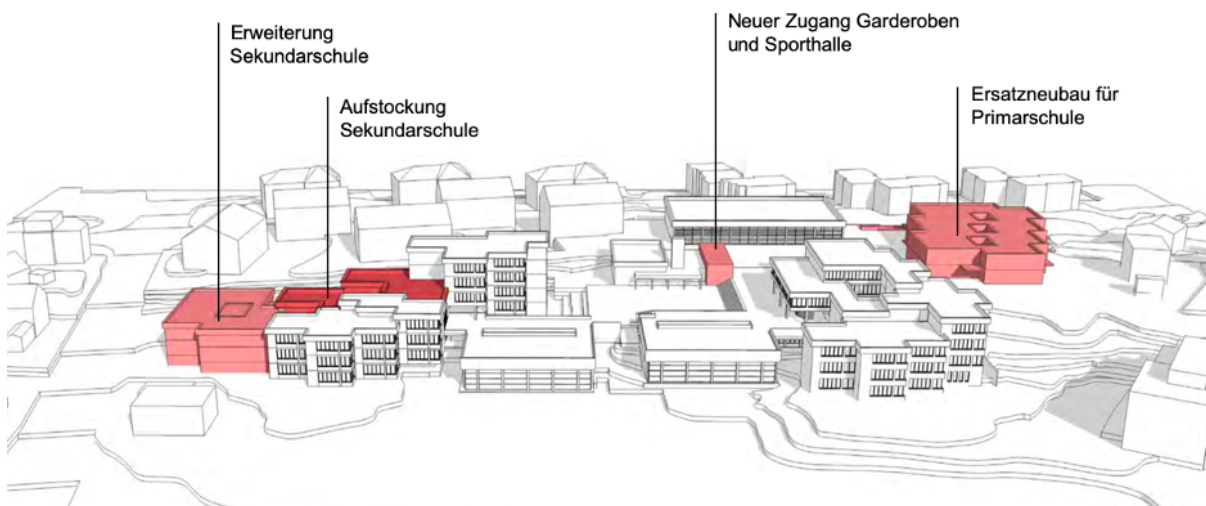 Erweiterung
Sekundarschule
Aufstockung
Sekundarschule
Neuer Zugang Garderoben
und Sporthalle
Ersatzneubau für
Primarschule